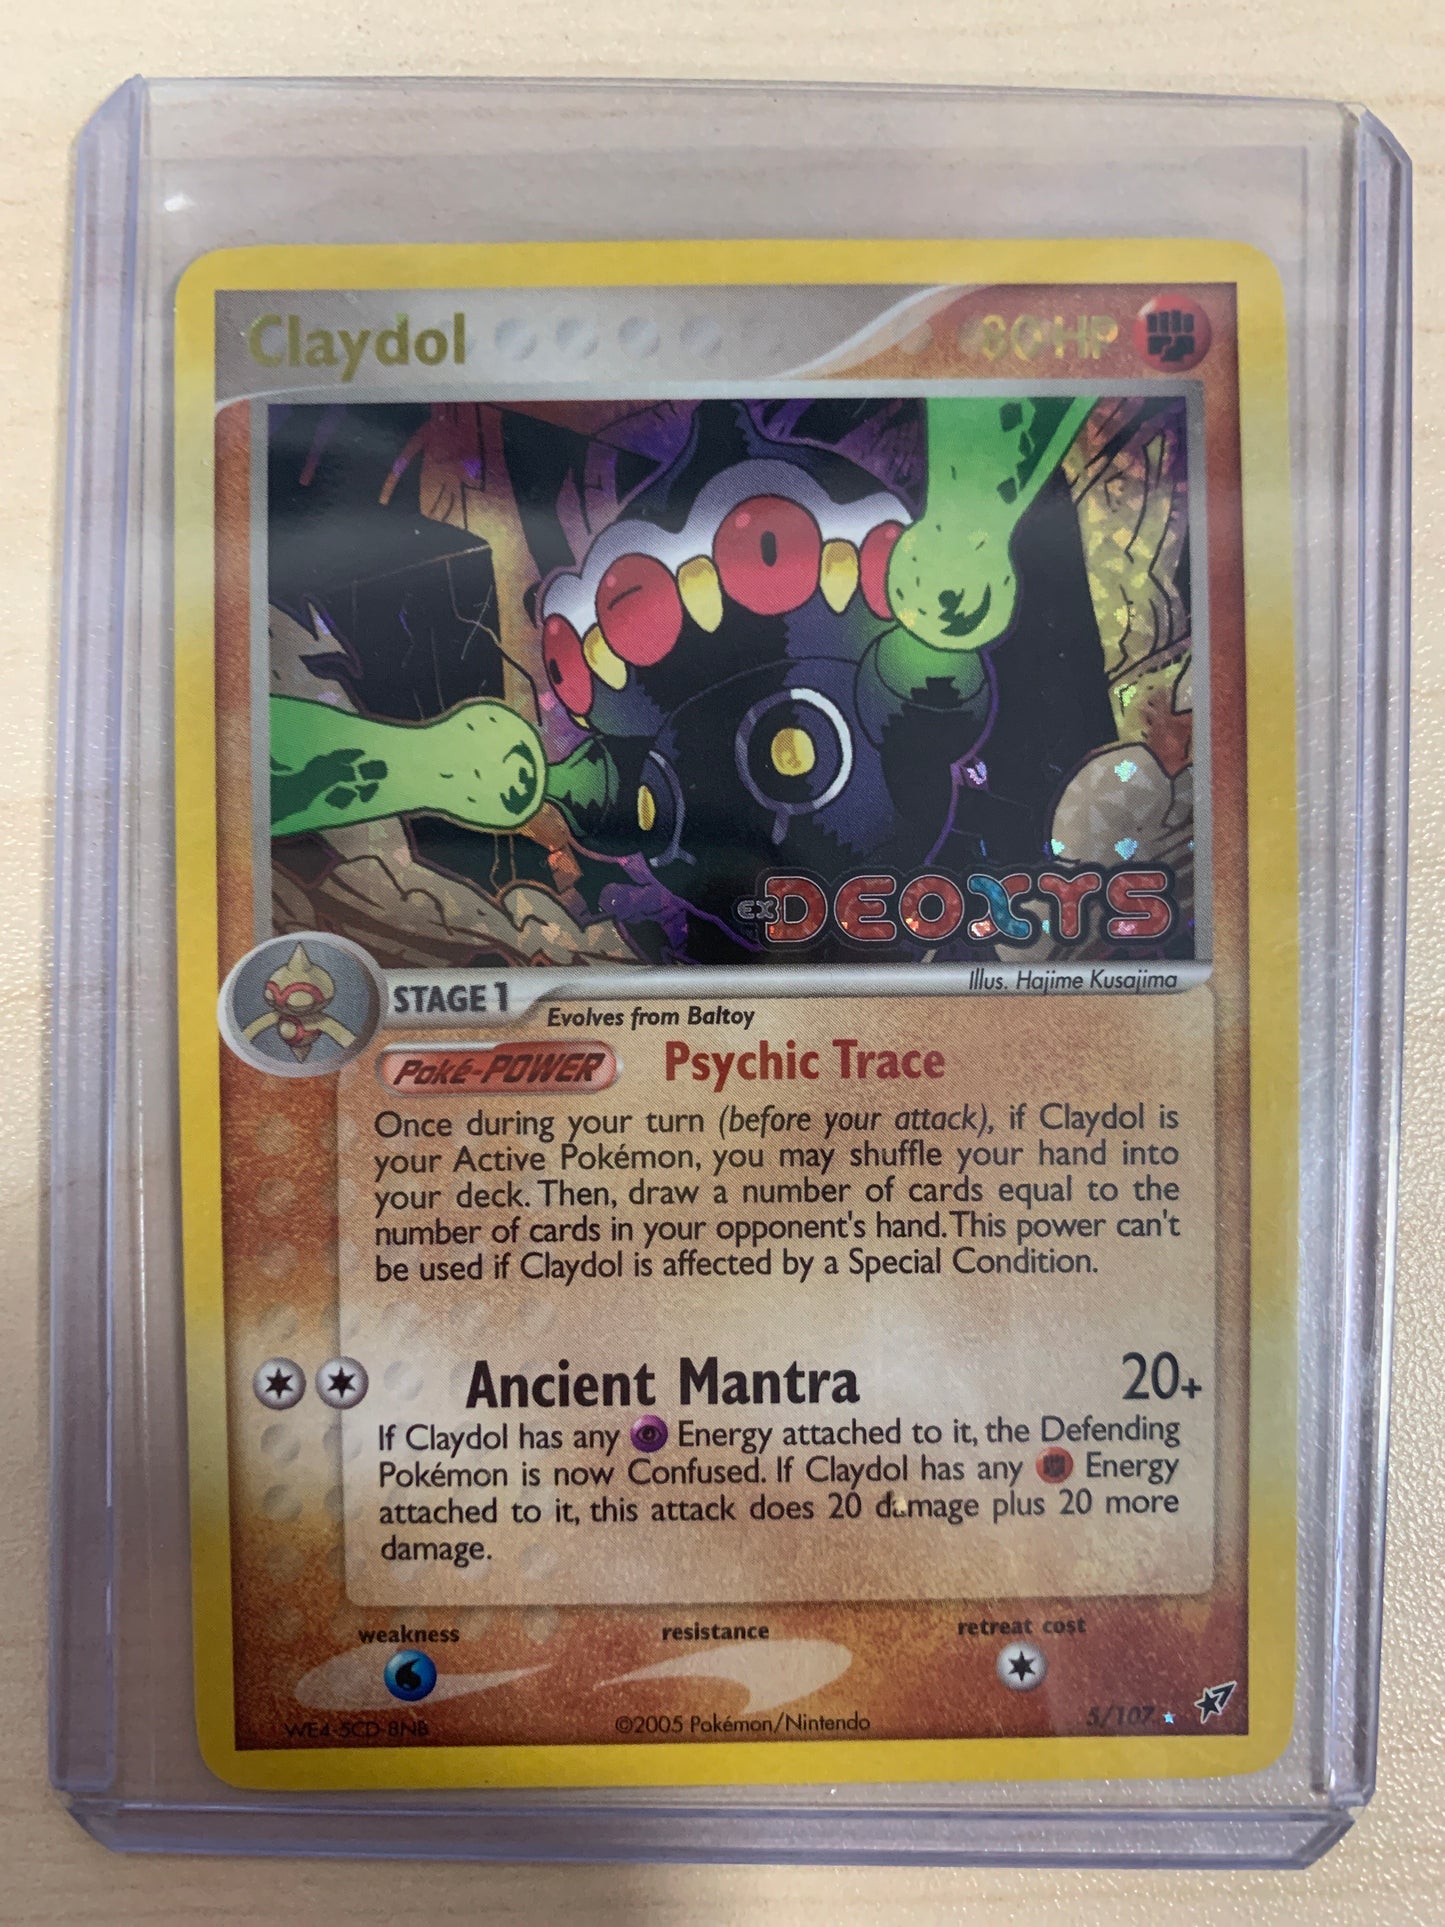 Claydol
80 HP
EX DEOXYS
Illus. Hajime Kusajima
STAGE 1
Evolves from Baltoy
Poké-POWER Psychic Trace
Once during your turn (before your attack), if Claydol is
your Active Pokémon, you may shuffle your hand into
your deck. Then, draw a number of cards equal to the
number of cards in your opponent's hand. This power can't
be used if Claydol is affected by a Special Condition.
Ancient Mantra 20+
If Claydol has any Energy attached to it, the Defending
Pokémon is now Confused. If Claydol has any Energy
attached to it, this attack does 20 damage plus 20 more
damage.
weakness resistance retreat cost
WE4-5CD-8NB ©2005 Pokémon/Nintendo 5/107